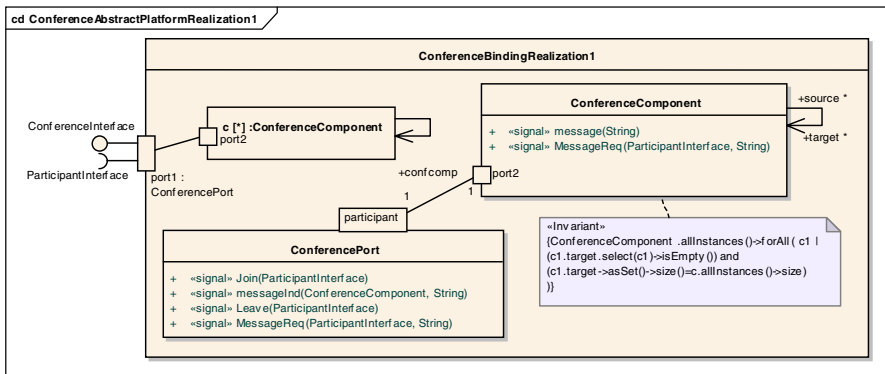 cd ConferenceAbstractPlatformRealization1
ConferenceBindingRealization1
ConferenceInterface
ParticipantInterface
port1 :
ConferencePort
c [*] :ConferenceComponent
port2
ConferenceComponent
+ «signal» message(String)
+ «signal» MessageReq(ParticipantInterface, String)
+source *
+target *
port2
+confcomp
1
1
participant
ConferencePort
+ «signal» Join(ParticipantInterface)
+ «signal» messageInd(ConferenceComponent, String)
+ «signal» Leave(ParticipantInterface)
+ «signal» MessageReq(ParticipantInterface, String)
«Invariant»
{ConferenceComponent .allInstances()->forAll( c1 |
(c1.target.select(c1)->isEmpty()) and
(c1.target->asSet()->size()=c.allInstances()->size)
)}